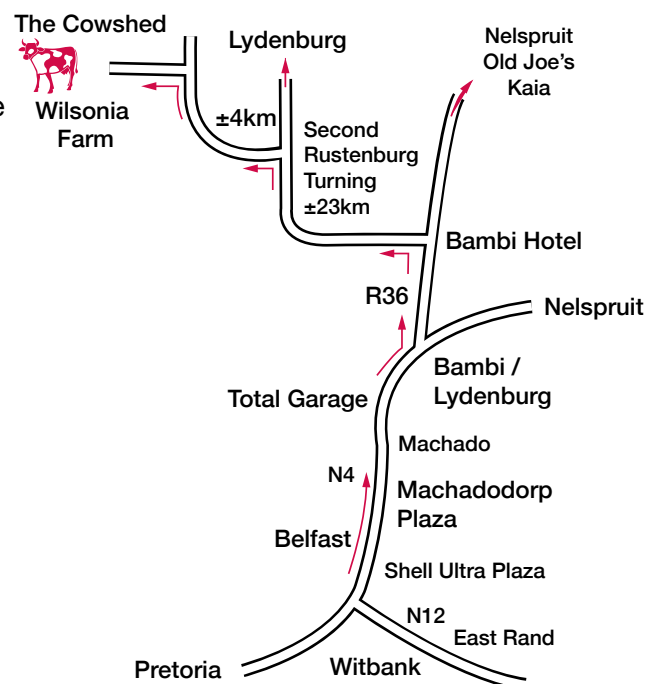 The Cowshed
Lydenburg
Nelspruit
Old Joe's
Kaia
e
Wilsonia
Farm
±4km
Second
Rustenburg
Turning
±23km
Bambi Hotel
R36
Nelspruit
Bambi /
Lydenburg
Total Garage
Machado
N4
Machadodorp
Plaza
Belfast
Shell Ultra Plaza
N12
East Rand
Witbank
Pretoria